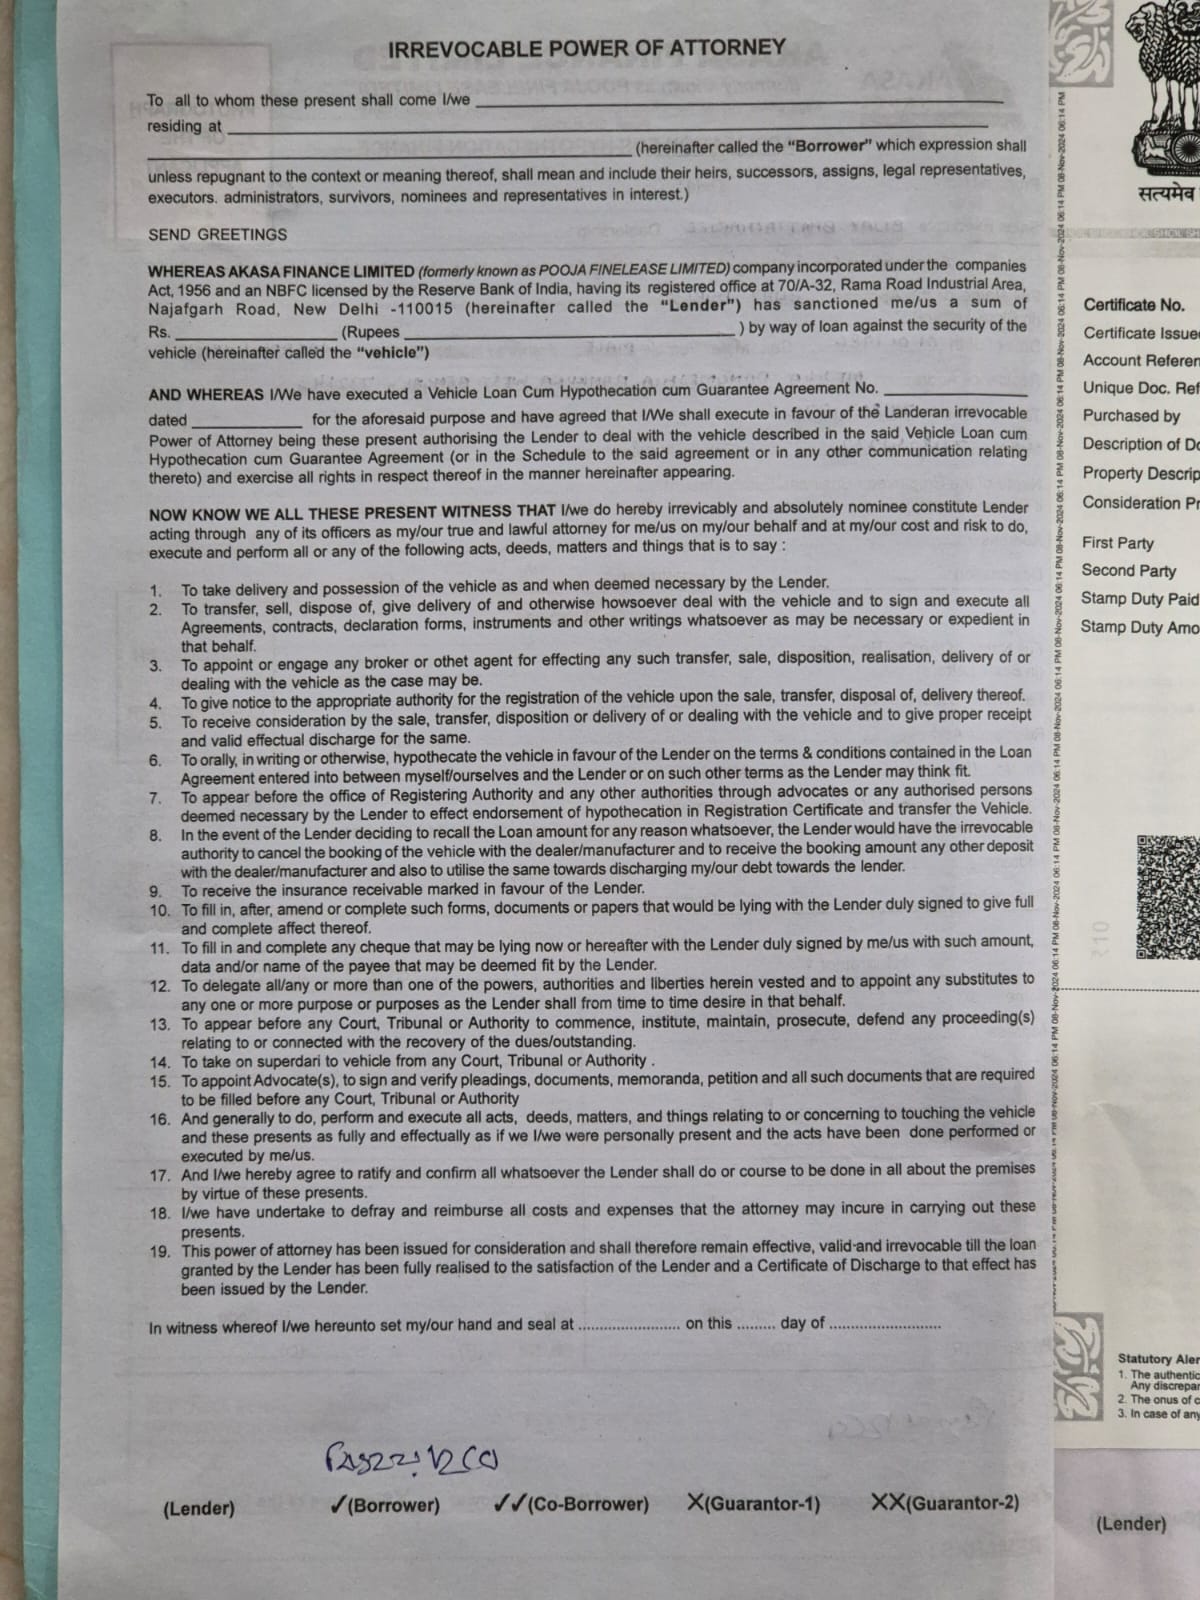 IRREVOCABLE POWER OF ATTORNEY
To all to whom these present shall come I/we
residing at
(hereinafter called the “Borrower” which expression shall
unless repugnant to the context or meaning thereof, shall mean and include their heirs, successors, assigns, legal representatives,
executors. administrators, survivors, nominees and representatives in interest.)
SEND GREETINGS
WHEREAS AKASA FINANCE LIMITED (formerly known as POOJA FINELEASE LIMITED) company incorporated under the companies
Act, 1956 and an NBFC licensed by the Reserve Bank of India, having its registered office at 70/A-32, Rama Road Industrial Area,
Najafgarh Road, New Delhi -110015 (hereinafter called the “Lender”) has sanctioned me/us a sum of
Rs. (Rupees ) by way of loan against the security of the
vehicle (hereinafter called the “vehicle”)
AND WHEREAS I/We have executed a Vehicle Loan Cum Hypothecation cum Guarantee Agreement No.
dated for the aforesaid purpose and have agreed that I/We shall execute in favour of the Landeran irrevocable
Power of Attorney being these present authorising the Lender to deal with the vehicle described in the said Vehicle Loan cum
Hypothecation cum Guarantee Agreement (or in the Schedule to the said agreement or in any other communication relating
thereto) and exercise all rights in respect thereof in the manner hereinafter appearing.
NOW KNOW WE ALL THESE PRESENT WITNESS THAT I/we do hereby irrevicably and absolutely nominee constitute Lender
acting through any of its officers as my/our true and lawful attorney for me/us on my/our behalf and at my/our cost and risk to do,
execute and perform all or any of the following acts, deeds, matters and things that is to say :
1. To take delivery and possession of the vehicle as and when deemed necessary by the Lender.
2. To transfer, sell, dispose of, give delivery of and otherwise howsoever deal with the vehicle and to sign and execute all
Agreements, contracts, declaration forms, instruments and other writings whatsoever as may be necessary or expedient in
that behalf.
3. To appoint or engage any broker or othet agent for effecting any such transfer, sale, disposition, realisation, delivery of or
dealing with the vehicle as the case may be.
4. To give notice to the appropriate authority for the registration of the vehicle upon the sale, transfer, disposal of, delivery thereof.
5. To receive consideration by the sale, transfer, disposition or delivery of or dealing with the vehicle and to give proper receipt
and valid effectual discharge for the same.
6. To orally, in writing or otherwise, hypothecate the vehicle in favour of the Lender on the terms & conditions contained in the Loan
Agreement entered into between myself/ourselves and the Lender or on such other terms as the Lender may think fit.
7. To appear before the office of Registering Authority and any other authorities through advocates or any authorised persons
deemed necessary by the Lender to effect endorsement of hypothecation in Registration Certificate and transfer the Vehicle.
8. In the event of the Lender deciding to recall the Loan amount for any reason whatsoever, the Lender would have the irrevocable
authority to cancel the booking of the vehicle with the dealer/manufacturer and to receive the booking amount any other deposit
with the dealer/manufacturer and also to utilise the same towards discharging my/our debt towards the lender.
9. To receive the insurance receivable marked in favour of the Lender.
10. To fill in, after, amend or complete such forms, documents or papers that would be lying with the Lender duly signed to give full
and complete affect thereof.
11. To fill in and complete any cheque that may be lying now or hereafter with the Lender duly signed by me/us with such amount,
data and/or name of the payee that may be deemed fit by the Lender.
12. To delegate all/any or more than one of the powers, authorities and liberties herein vested and to appoint any substitutes to
any one or more purpose or purposes as the Lender shall from time to time desire in that behalf.
13. To appear before any Court, Tribunal or Authority to commence, institute, maintain, prosecute, defend any proceeding(s)
relating to or connected with the recovery of the dues/outstanding.
14. To take on superdari to vehicle from any Court, Tribunal or Authority .
15. To appoint Advocate(s), to sign and verify pleadings, documents, memoranda, petition and all such documents that are required
to be filled before any Court, Tribunal or Authority
16. And generally to do, perform and execute all acts, deeds, matters, and things relating to or concerning to touching the vehicle
and these presents as fully and effectually as if we I/we were personally present and the acts have been done performed or
executed by me/us.
17. And I/we hereby agree to ratify and confirm all whatsoever the Lender shall do or course to be done in all about the premises
by virtue of these presents.
18. I/we have undertake to defray and reimburse all costs and expenses that the attorney may incure in carrying out these
presents.
19. This power of attorney has been issued for consideration and shall therefore remain effective, valid and irrevocable till the loan
granted by the Lender has been fully realised to the satisfaction of the Lender and a Certificate of Discharge to that effect has
been issued by the Lender.
In witness whereof I/we hereunto set my/our hand and seal at ........................ on this ......... day of ..........................
(Lender) ✓(Borrower) ✓✓(Co-Borrower) X(Guarantor-1) XX(Guarantor-2)
सत्यमेव
Certificate No.
Certificate Issued
Account Referen
Unique Doc. Ref
Purchased by
Description of Do
Property Descrip
Consideration Pr
First Party
Second Party
Stamp Duty Paid
Stamp Duty Amo
08-Nov-2024 06:14 PM
₹10
Statutory Aler
1. The authentic
Any discrepar
2. The onus of c
3. In case of any
(Lender)